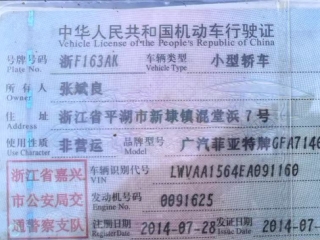 中华人民共和国机动车行驶证
Vehicle License of the People's Republic of China
号牌号码 浙F163AK 车辆类型 小型轿车
Plate No. Vehicle Type
所有人 张斌良
Owner
住址 浙江省平湖市新埭镇混堂浜7号
Address
使用性质 非营运 品牌型号 广汽菲亚特牌GFA7140
Use Character Model
浙江省嘉兴
市公安局交
通警察支队
车辆识别代号 LWVAA1564EA091160
VIN
发动机号码 0091625
Engine No.
注册日期 2014-07-28 发证日期 2014-07-
Register Date Issue Date